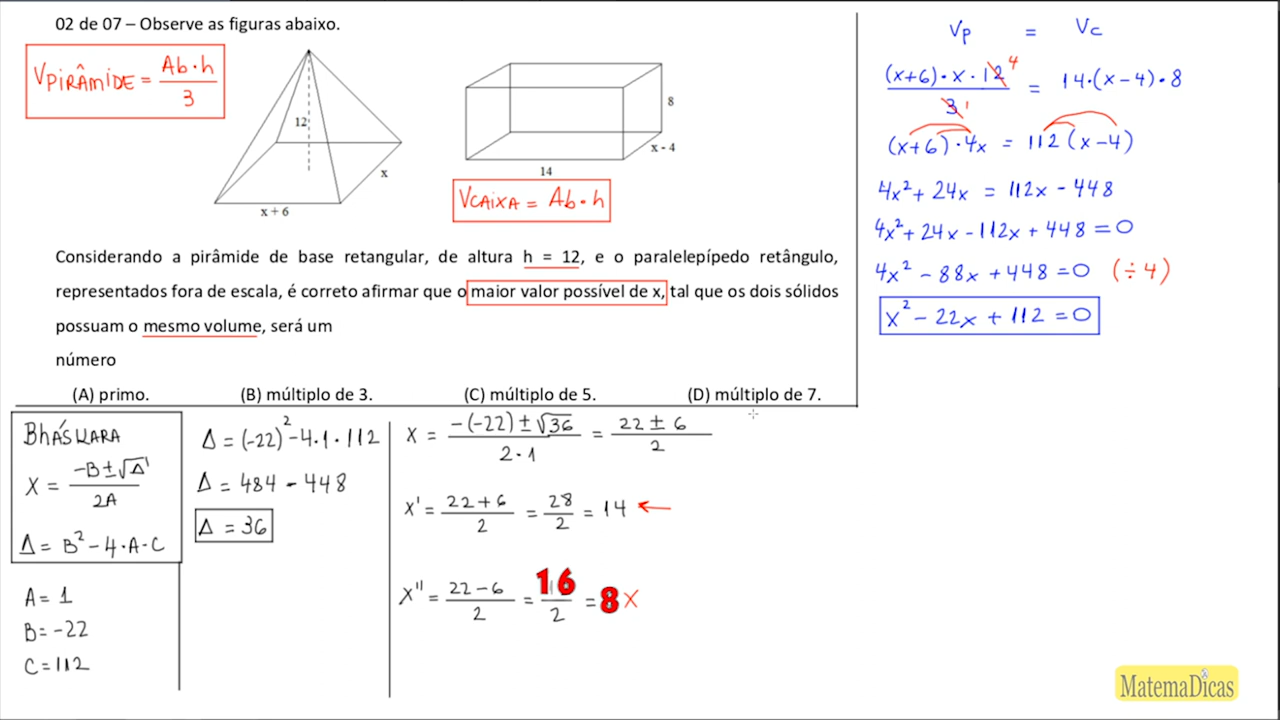 02 de 07 – Observe as figuras abaixo.
VPIRÂMIDE = Ab·h / 3
12
x
x + 6
8
x - 4
14
VCAIXA = Ab·h
Considerando a pirâmide de base retangular, de altura h = 12, e o paralelepípedo retângulo,
representados fora de escala, é correto afirmar que o maior valor possível de x, tal que os dois sólidos
possuam o mesmo volume, será um
número
(A) primo. (B) múltiplo de 3. (C) múltiplo de 5. (D) múltiplo de 7.
Vp = Vc
(x+6)·x·12 4 / 3 1 = 14·(x-4)·8
(x+6)·4x = 112(x-4)
4x²+24x = 112x-448
4x²+24x-112x+448=0
4x²-88x+448=0 (÷4)
x²-22x+112=0
BHÁSKARA
X = -B±√Δ / 2A
Δ = B²-4·A·C
A = 1
B = -22
C = 112
Δ = (-22)²-4·1·112
Δ = 484-448
Δ = 36
X = -(-22)±√36 / 2·1 = 22±6 / 2
X' = 22+6 / 2 = 28 / 2 = 14 ←
X'' = 22-6 / 2 = 16 / 2 = 8 X
MatemaDicas